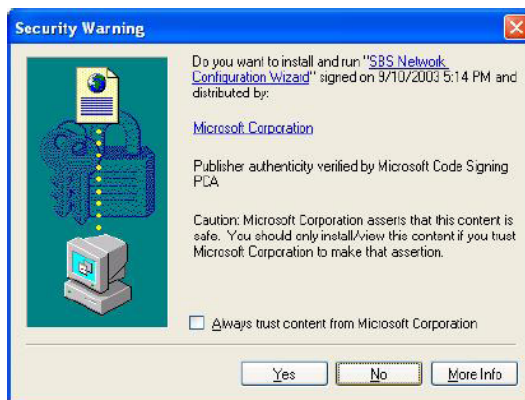 Security Warning
Do you want to install and run "SBS Network
Configuration Wizard" signed on 9/10/2003 5:14 PM and
distributed by:
Microsoft Corporation
Publisher authenticity verified by Microsoft Code Signing
PCA
Caution: Microsoft Corporation asserts that this content is
safe. You should only install/view this content if you trust
Microsoft Corporation to make that assertion.
Always trust content from Microsoft Corporation
Yes
No
More Info